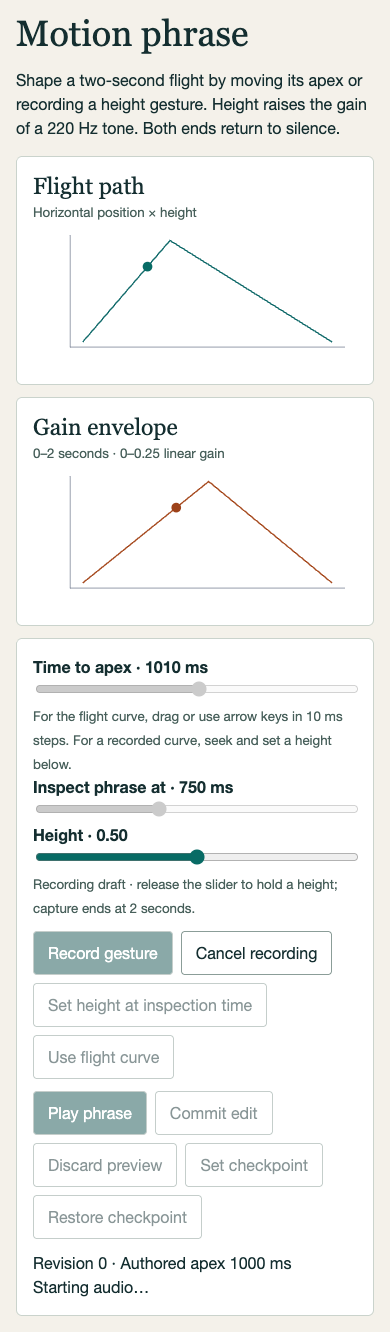 Motion phrase
Shape a two-second flight by moving its apex or
recording a height gesture. Height raises the gain
of a 220 Hz tone. Both ends return to silence.
Flight path
Horizontal position × height
Gain envelope
0–2 seconds · 0–0.25 linear gain
Time to apex · 1010 ms
For the flight curve, drag or use arrow keys in 10 ms
steps. For a recorded curve, seek and set a height
below.
Inspect phrase at · 750 ms
Height · 0.50
Recording draft · release the slider to hold a height;
capture ends at 2 seconds.
Record gesture
Cancel recording
Set height at inspection time
Use flight curve
Play phrase
Commit edit
Discard preview
Set checkpoint
Restore checkpoint
Revision 0 · Authored apex 1000 ms
Starting audio…